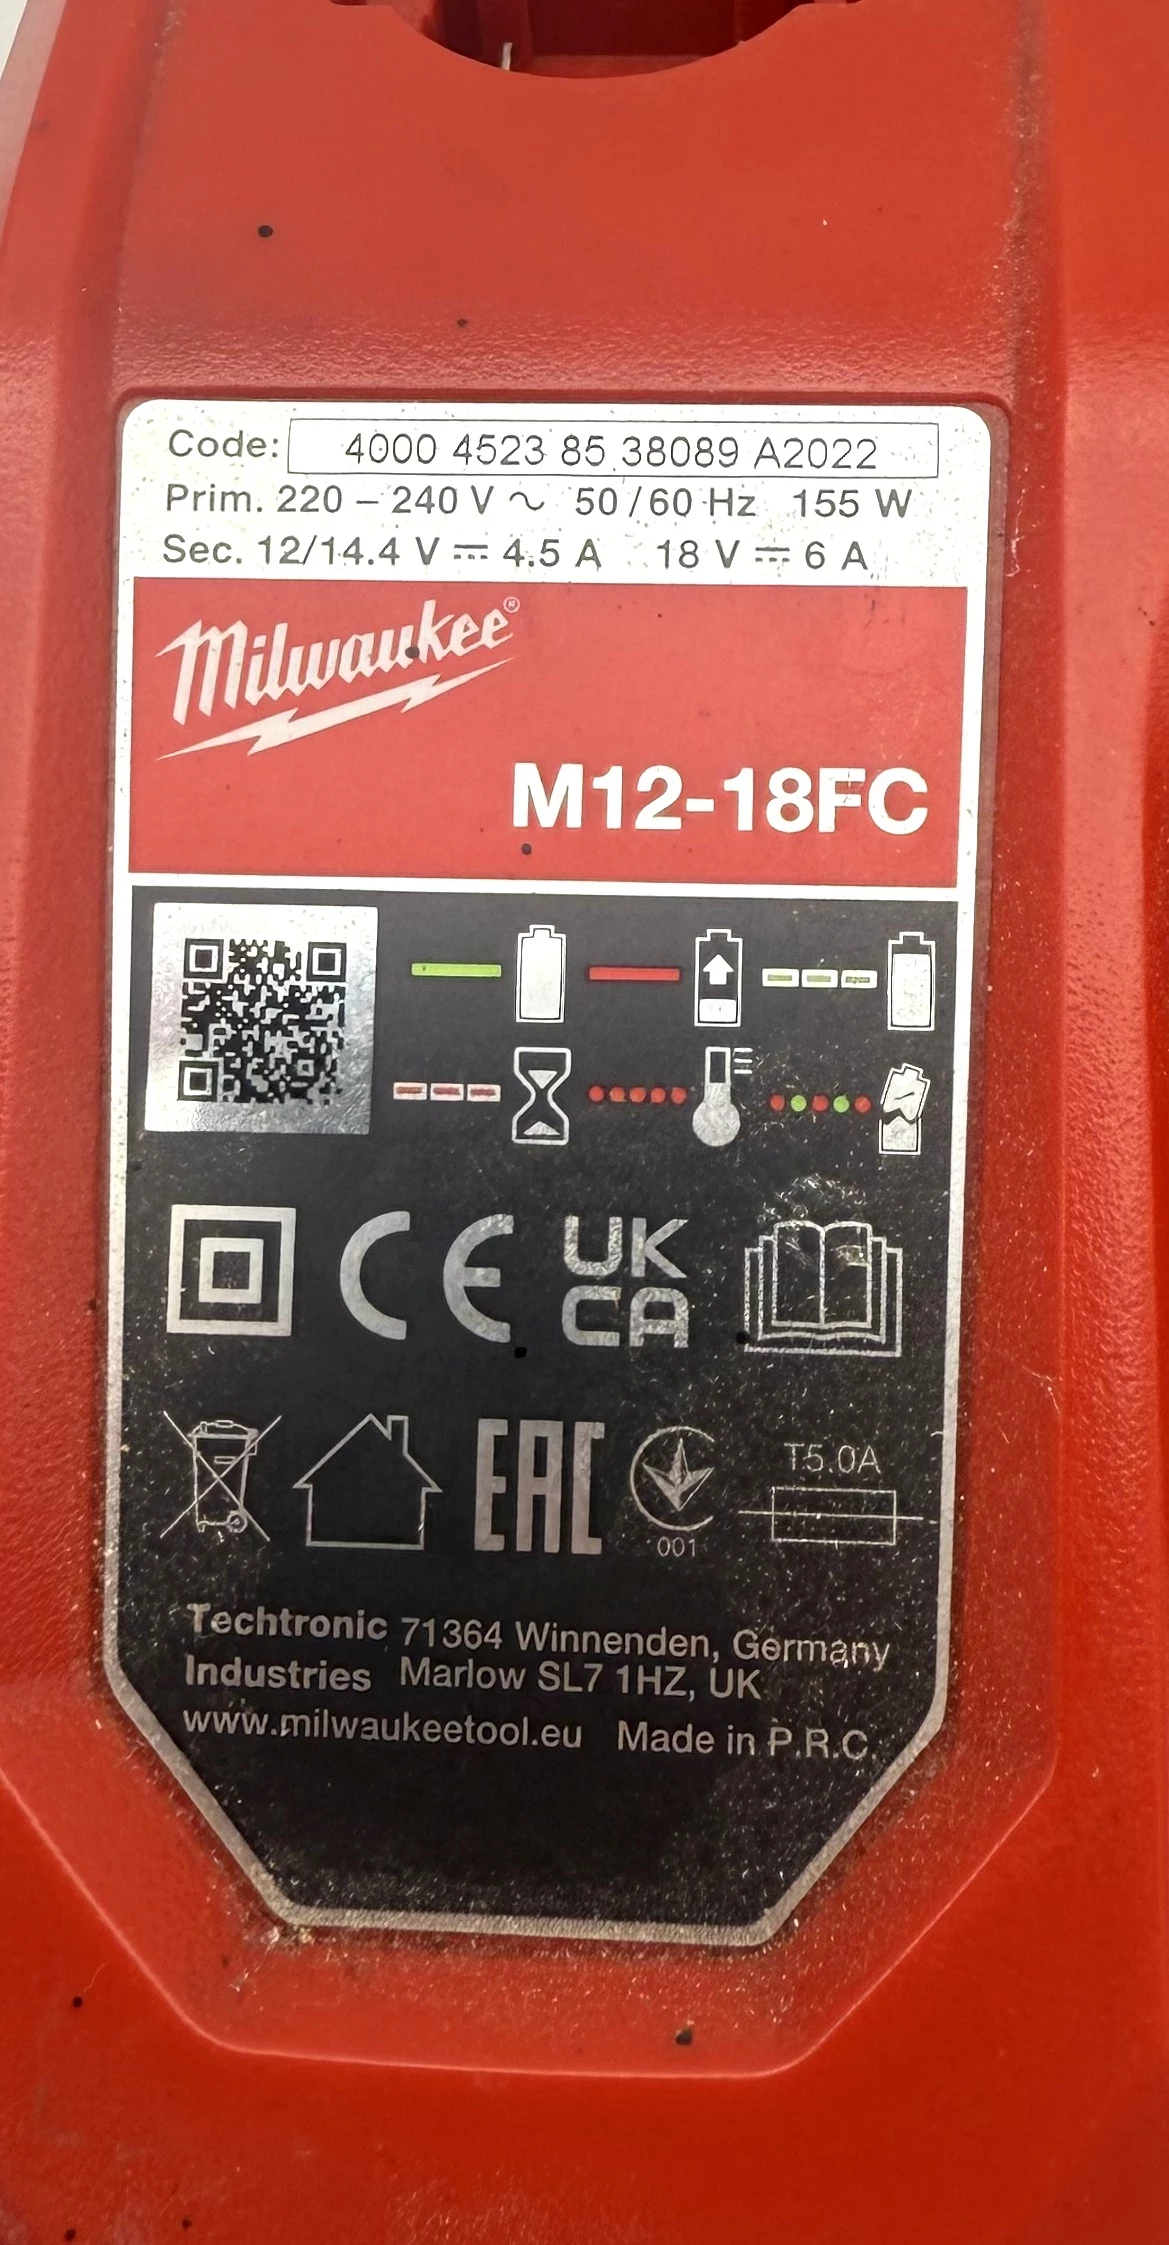 Code: 4000 4523 85 38089 A2022
Prim. 220 – 240 V ~ 50/60 Hz 155 W
Sec. 12/14.4 V ⎓ 4.5 A 18 V ⎓ 6 A
Milwaukee®
M12-18FC
CE UK CA
EAC
T5.0A
001
Techtronic 71364 Winnenden, Germany
Industries Marlow SL7 1HZ, UK
www.milwaukeetool.eu Made in P.R.C.